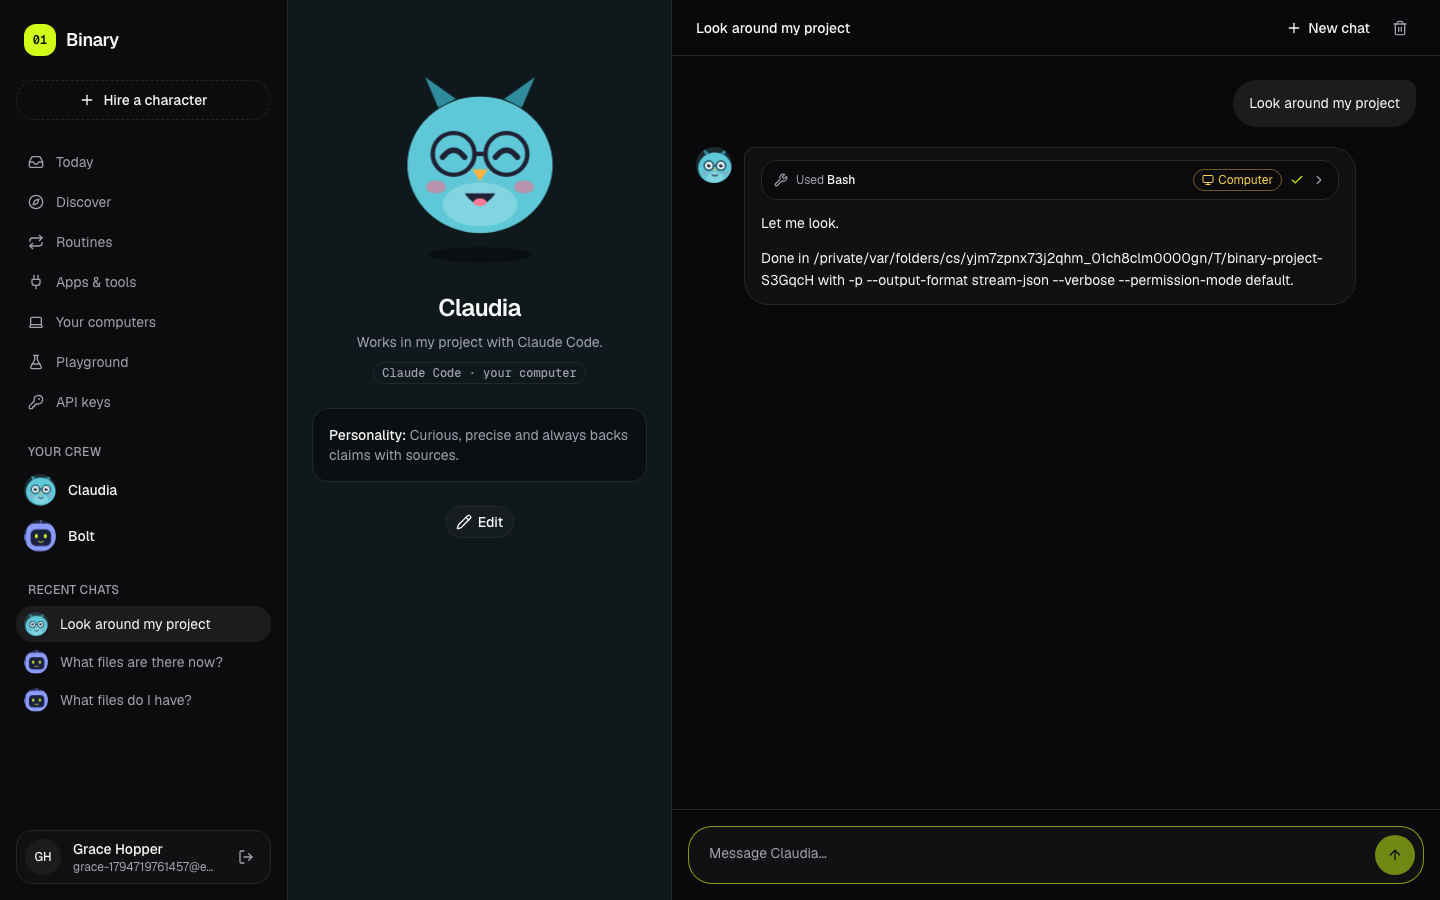 01 Binary
Hire a character
Today
Discover
Routines
Apps & tools
Your computers
Playground
API keys
YOUR CREW
Claudia
Bolt
RECENT CHATS
Look around my project
What files are there now?
What files do I have?
GH
Grace Hopper
grace-1794719761457@e...
Claudia
Works in my project with Claude Code.
Claude Code · your computer
Personality: Curious, precise and always backs
claims with sources.
Edit
Look around my project
New chat
Look around my project
Used Bash
Computer
Let me look.
Done in /private/var/folders/cs/yjm7zpnx73j2qhm_01ch8clm0000gn/T/binary-project-
S3GqcH with -p --output-format stream-json --verbose --permission-mode default.
Message Claudia...